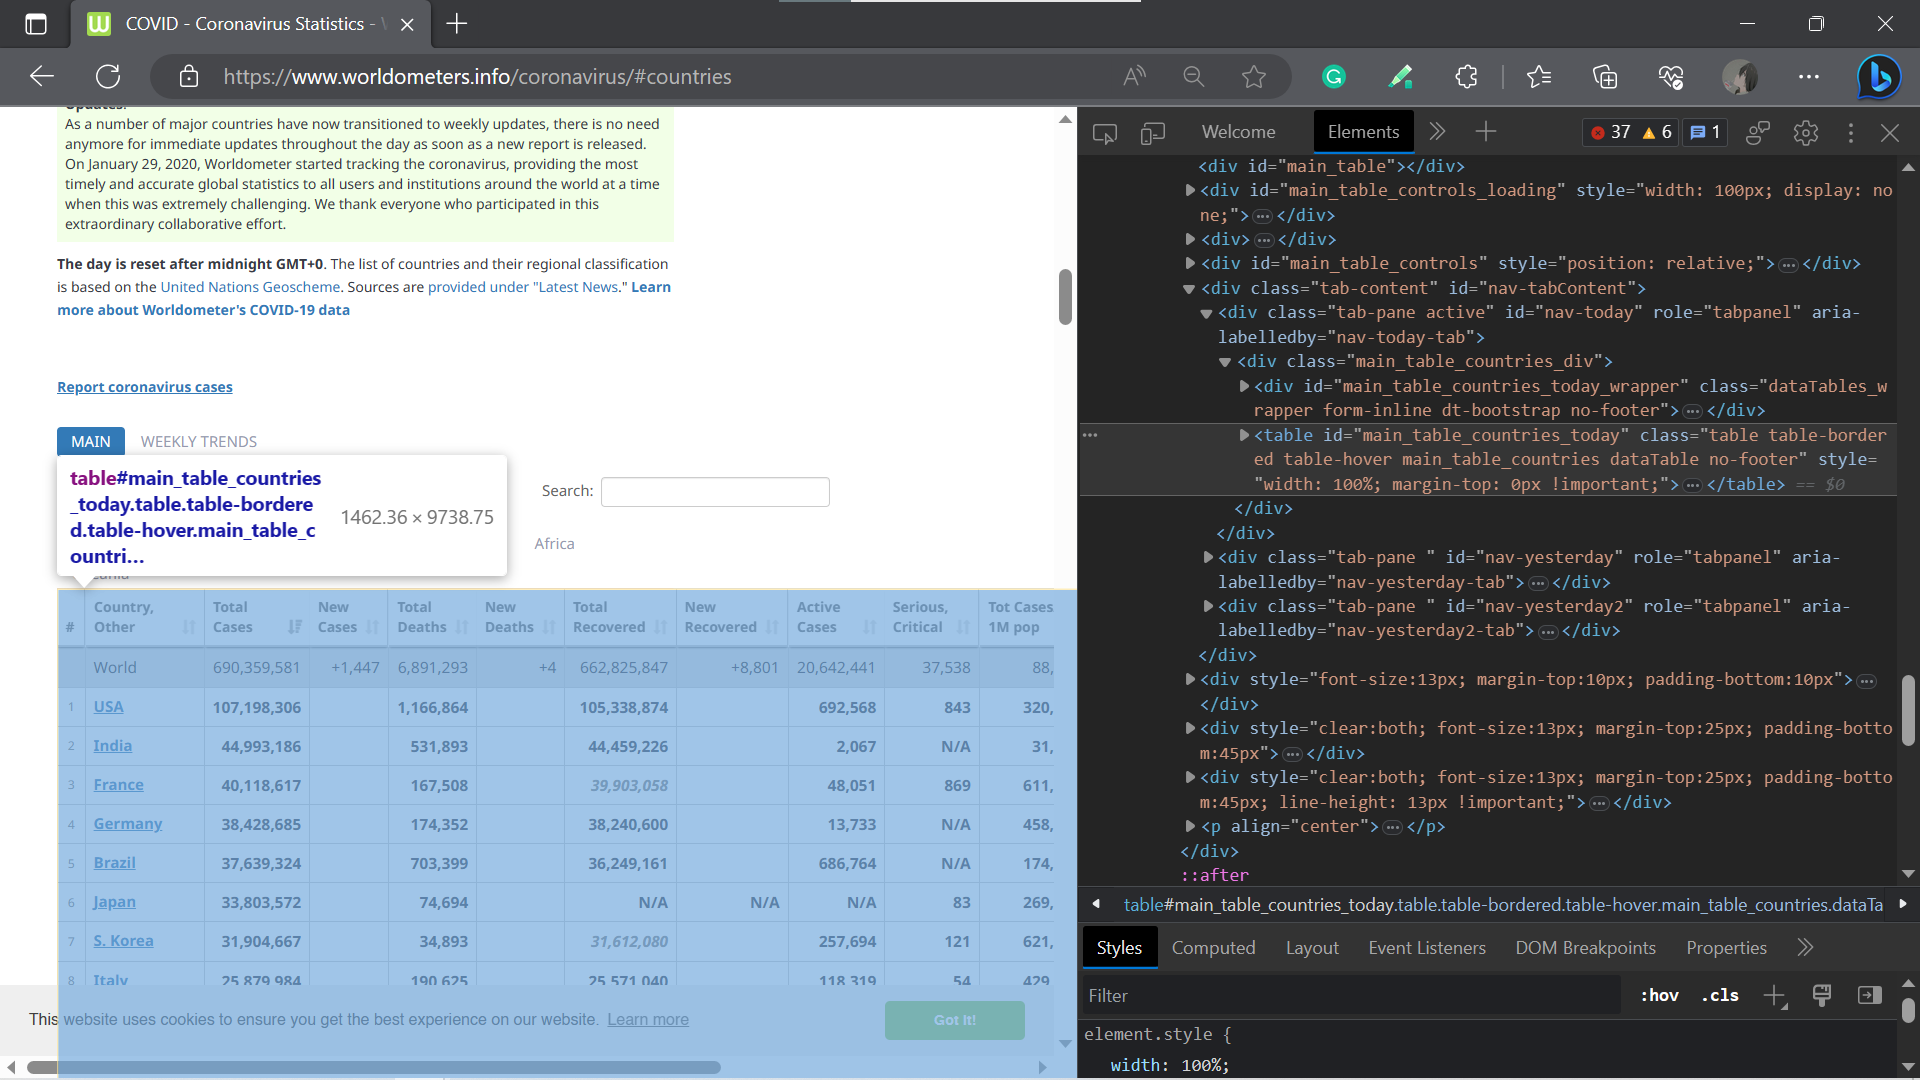 COVID - Coronavirus Statistics -
https://www.worldometers.info/coronavirus/#countries
Updates:
As a number of major countries have now transitioned to weekly updates, there is no need
anymore for immediate updates throughout the day as soon as a new report is released.
On January 29, 2020, Worldometer started tracking the coronavirus, providing the most
timely and accurate global statistics to all users and institutions around the world at a time
when this was extremely challenging. We thank everyone who participated in this
extraordinary collaborative effort.
The day is reset after midnight GMT+0. The list of countries and their regional classification
is based on the United Nations Geoscheme. Sources are provided under "Latest News." Learn
more about Worldometer's COVID-19 data
Report coronavirus cases
MAIN WEEKLY TRENDS
table#main_table_countries
_today.table.table-bordere
d.table-hover.main_table_c
ountri...
1462.36 × 9738.75
Search:
Africa
# Country, Other Total Cases New Cases Total Deaths New Deaths Total Recovered New Recovered Active Cases Serious, Critical Tot Cases 1M pop
World 690,359,581 +1,447 6,891,293 +4 662,825,847 +8,801 20,642,441 37,538 88,
1 USA 107,198,306 1,166,864 105,338,874 692,568 843 320,
2 India 44,993,186 531,893 44,459,226 2,067 N/A 31,
3 France 40,118,617 167,508 39,903,058 48,051 869 611,
4 Germany 38,428,685 174,352 38,240,600 13,733 N/A 458,
5 Brazil 37,639,324 703,399 36,249,161 686,764 N/A 174,
6 Japan 33,803,572 74,694 N/A N/A N/A 83 269,
7 S. Korea 31,904,667 34,893 31,612,080 257,694 121 621,
8 Italy 25,879,984 190,625 25,571,040 118,319 54 429,
This website uses cookies to ensure you get the best experience on our website. Learn more
Got it!
Welcome Elements 37 6 1
<div id="main_table"></div>
<div id="main_table_controls_loading" style="width: 100px; display: no
ne;">…</div>
<div>…</div>
<div id="main_table_controls" style="position: relative;">…</div>
<div class="tab-content" id="nav-tabContent">
<div class="tab-pane active" id="nav-today" role="tabpanel" aria-
labelledby="nav-today-tab">
<div class="main_table_countries_div">
<div id="main_table_countries_today_wrapper" class="dataTables_w
rapper form-inline dt-bootstrap no-footer">…</div>
<table id="main_table_countries_today" class="table table-border
ed table-hover main_table_countries dataTable no-footer" style=
"width: 100%; margin-top: 0px !important;">…</table> == $0
</div>
</div>
<div class="tab-pane " id="nav-yesterday" role="tabpanel" aria-
labelledby="nav-yesterday-tab">…</div>
<div class="tab-pane " id="nav-yesterday2" role="tabpanel" aria-
labelledby="nav-yesterday2-tab">…</div>
</div>
<div style="font-size:13px; margin-top:10px; padding-bottom:10px">…
</div>
<div style="clear:both; font-size:13px; margin-top:25px; padding-botto
m:45px">…</div>
<div style="clear:both; font-size:13px; margin-top:25px; padding-botto
m:45px; line-height: 13px !important;">…</div>
<p align="center">…</p>
</div>
::after
table#main_table_countries_today.table.table-bordered.table-hover.main_table_countries.dataTa
Styles Computed Layout Event Listeners DOM Breakpoints Properties
Filter :hov .cls
element.style {
width: 100%;